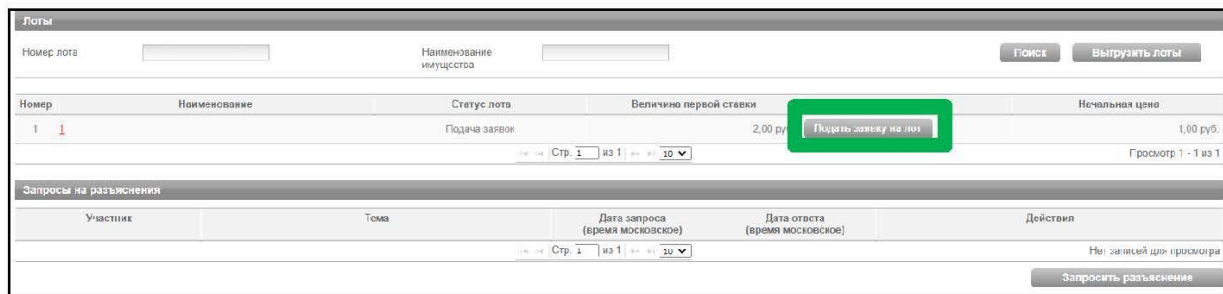 Лоты
Номер лота Наименование имущества Поиск Выгрузить лоты
Номер Наименование Статус лота Величина первой ставки Начальная цена
1 1 Подача заявок 2,00 ру Подать заявку на лот 1,00 руб.
Стр. 1 из 1 10 Просмотр 1 - 1 из 1
Запросы на разъяснения
Участник Тема Дата запроса (время московское) Дата ответа (время московское) Действия
Стр. 1 из 1 10 Нет записей для просмотра
Запросить разъяснение